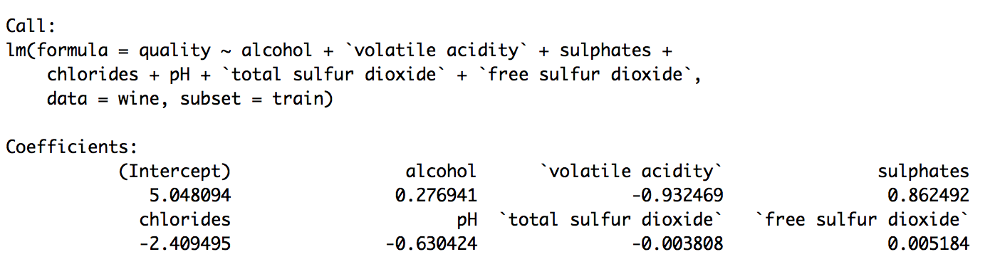 Call:
lm(formula = quality ~ alcohol + `volatile acidity` + sulphates +
    chlorides + pH + `total sulfur dioxide` + `free sulfur dioxide`,
    data = wine, subset = train)

Coefficients:
           (Intercept)                alcohol     `volatile acidity`              sulphates
              5.048094               0.276941              -0.932469               0.862492
             chlorides                     pH `total sulfur dioxide`  `free sulfur dioxide`
             -2.409495              -0.630424              -0.003808               0.005184